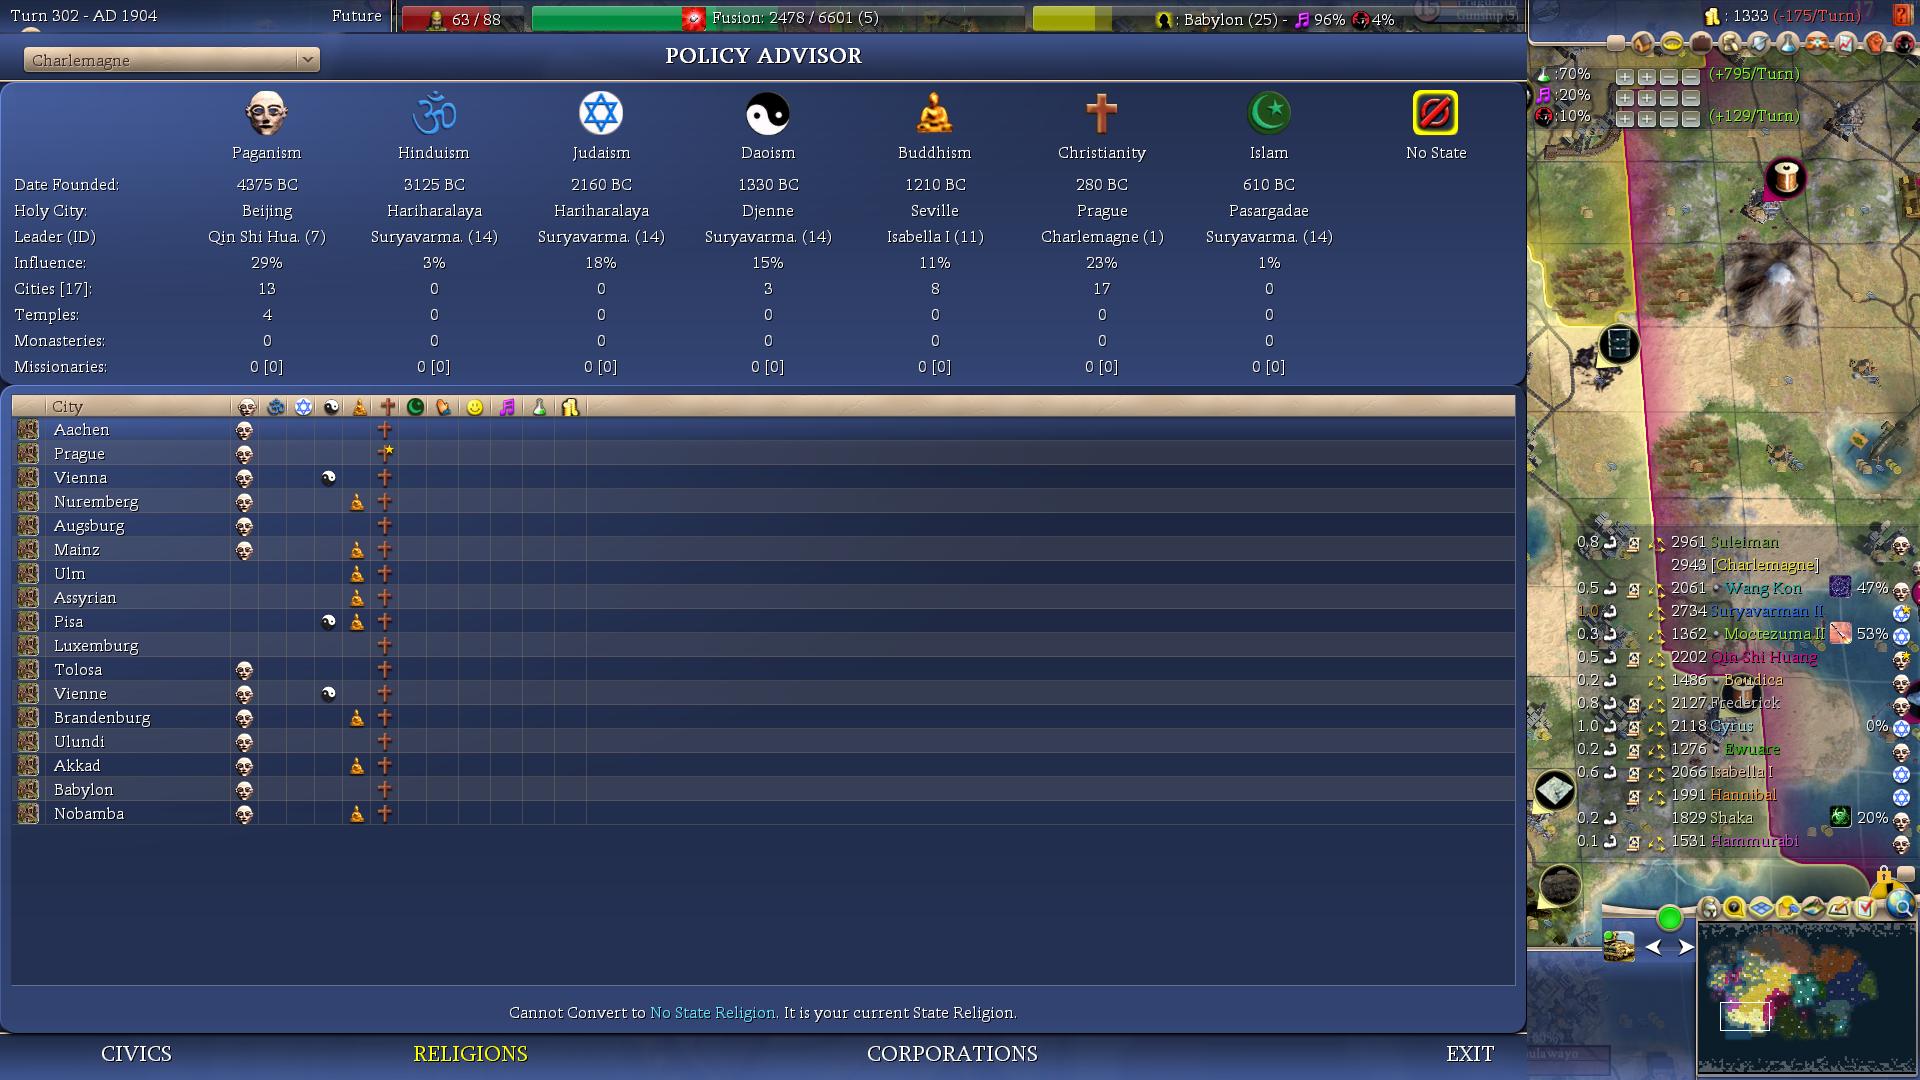 Turn 302 - AD 1904
Future
63 / 88
Fusion: 2478 / 6601 (5)
: Babylon (25) - 96% 4%
: 1333 (-175/Turn)
Charlemagne
POLICY ADVISOR
:70% (+795/Turn)
:20%
:10% (+129/Turn)
Paganism Hinduism Judaism Daoism Buddhism Christianity Islam No State
Date Founded: 4375 BC 3125 BC 2160 BC 1330 BC 1210 BC 280 BC 610 BC
Holy City: Beijing Hariharalaya Hariharalaya Djenne Seville Prague Pasargadae
Leader (ID) Qin Shi Hua. (7) Suryavarma. (14) Suryavarma. (14) Suryavarma. (14) Isabella I (11) Charlemagne (1) Suryavarma. (14)
Influence: 29% 3% 18% 15% 11% 23% 1%
Cities [17]: 13 0 0 3 8 17 0
Temples: 4 0 0 0 0 0 0
Monasteries: 0 0 0 0 0 0 0
Missionaries: 0 [0] 0 [0] 0 [0] 0 [0] 0 [0] 0 [0] 0 [0]
City
Aachen
Prague
Vienna
Nuremberg
Augsburg
Mainz
Ulm
Assyrian
Pisa
Luxemburg
Tolosa
Vienne
Brandenburg
Ulundi
Akkad
Babylon
Nobamba
0.8 2961 Suleiman
2943 [Charlemagne]
0.5 2061 • Wang Kon 47%
1.0 2734 Suryavarman II
0.3 1362 • Moctezuma II 53%
0.5 2202 Qin Shi Huang
0.2 1486 • Boudica
0.8 2127 Frederick
1.0 2118 Cyrus 0%
0.2 1276 • Ewuare
0.6 2066 Isabella I
1991 Hannibal
0.2 1829 Shaka 20%
0.1 1531 Hammurabi
Cannot Convert to No State Religion. It is your current State Religion.
CIVICS
RELIGIONS
CORPORATIONS
EXIT